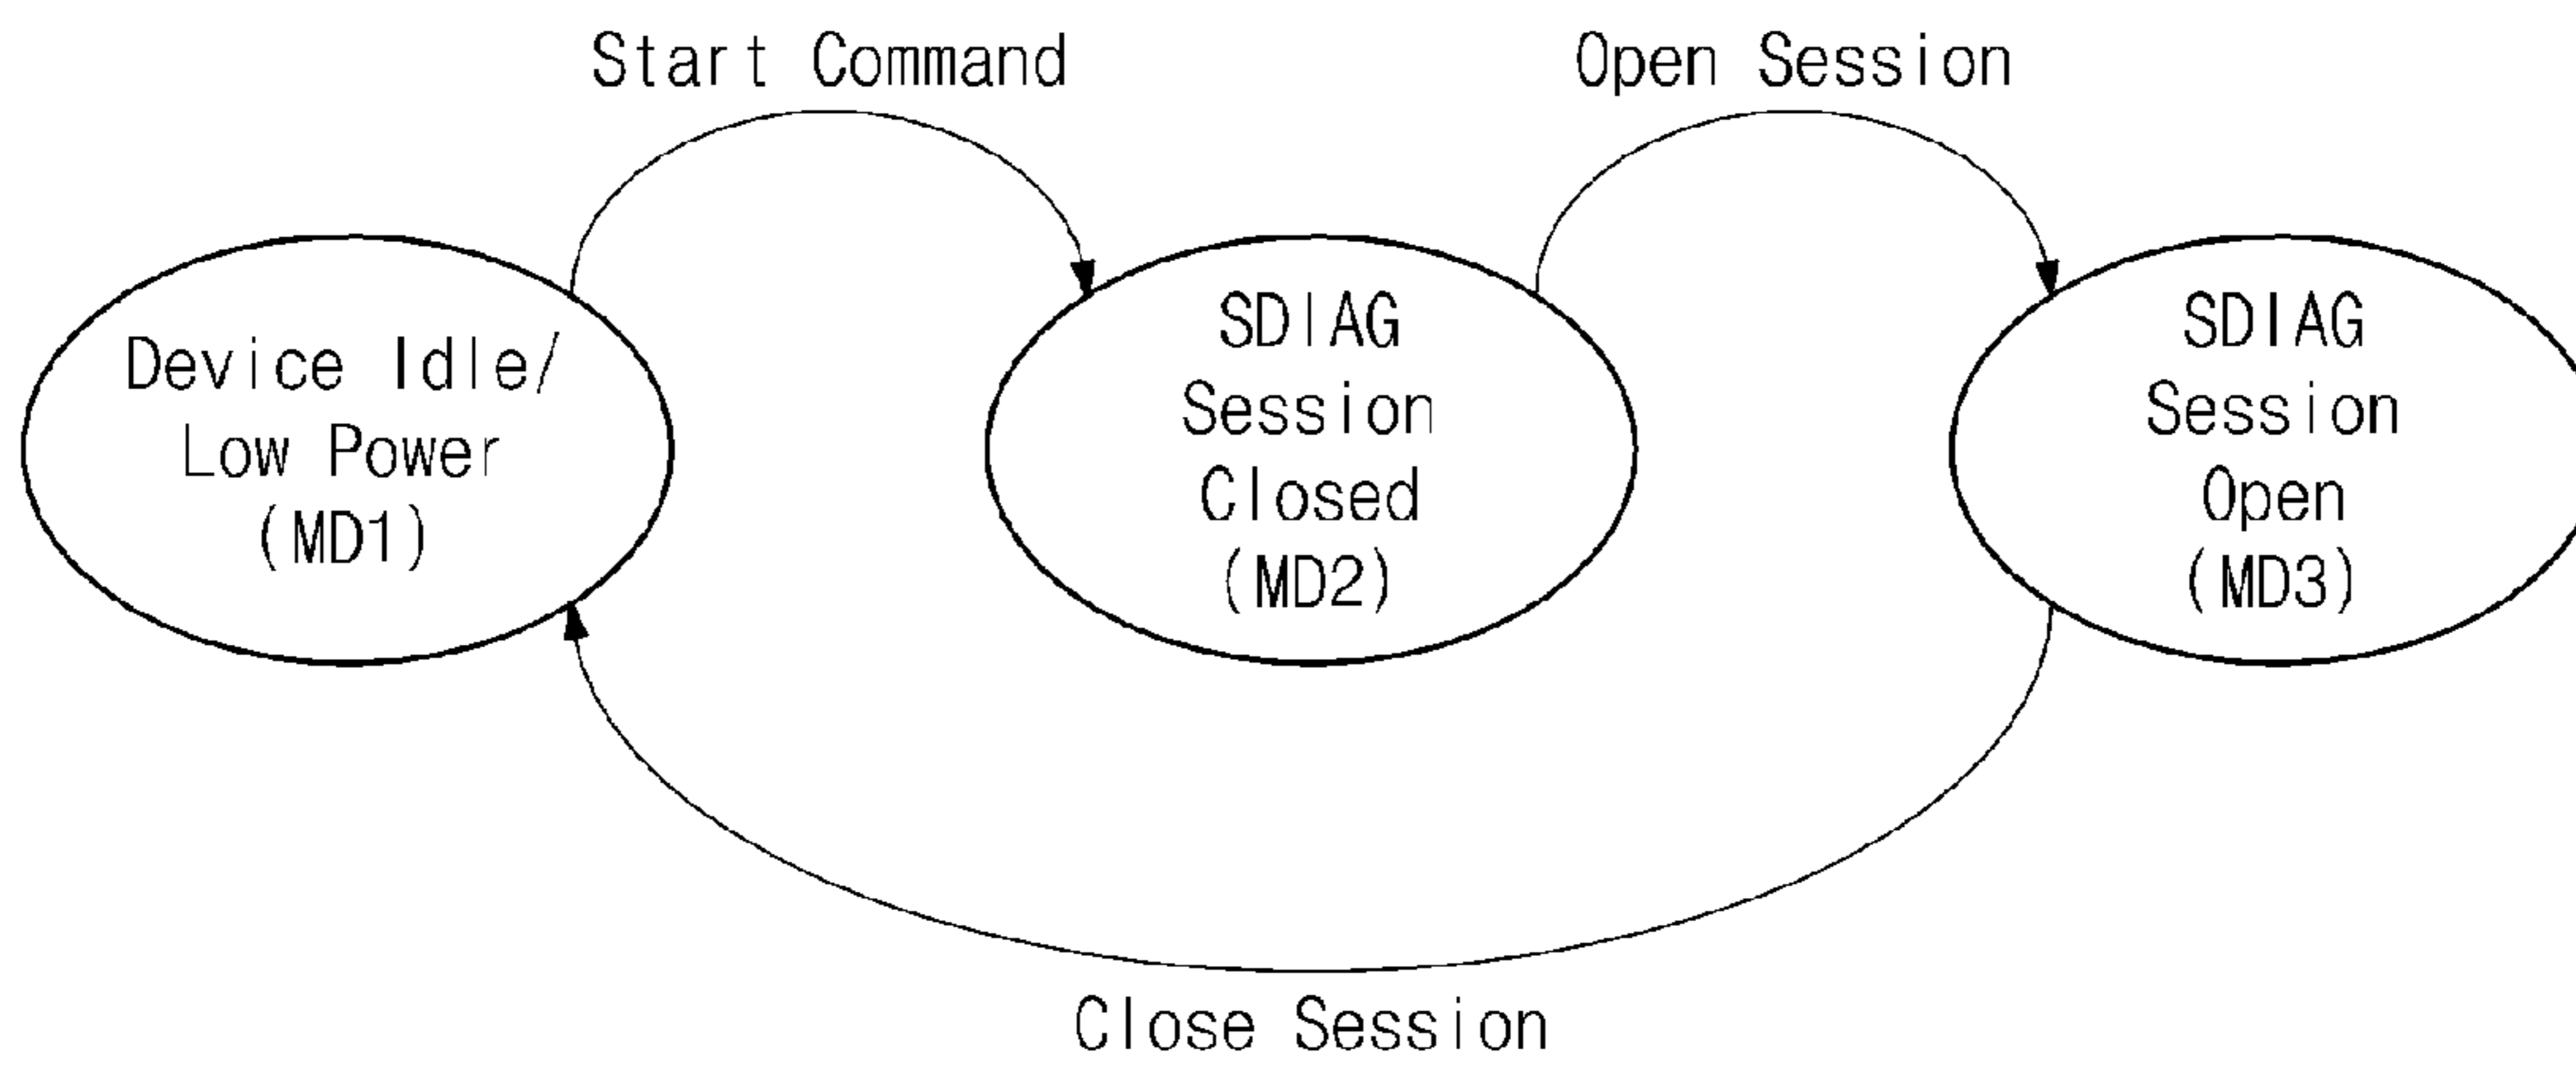 Start Command
Open Session
Device Idle/
Low Power
(MD1)
SDIAG
Session
Closed
(MD2)
SDIAG
Session
Open
(MD3)
Close Session